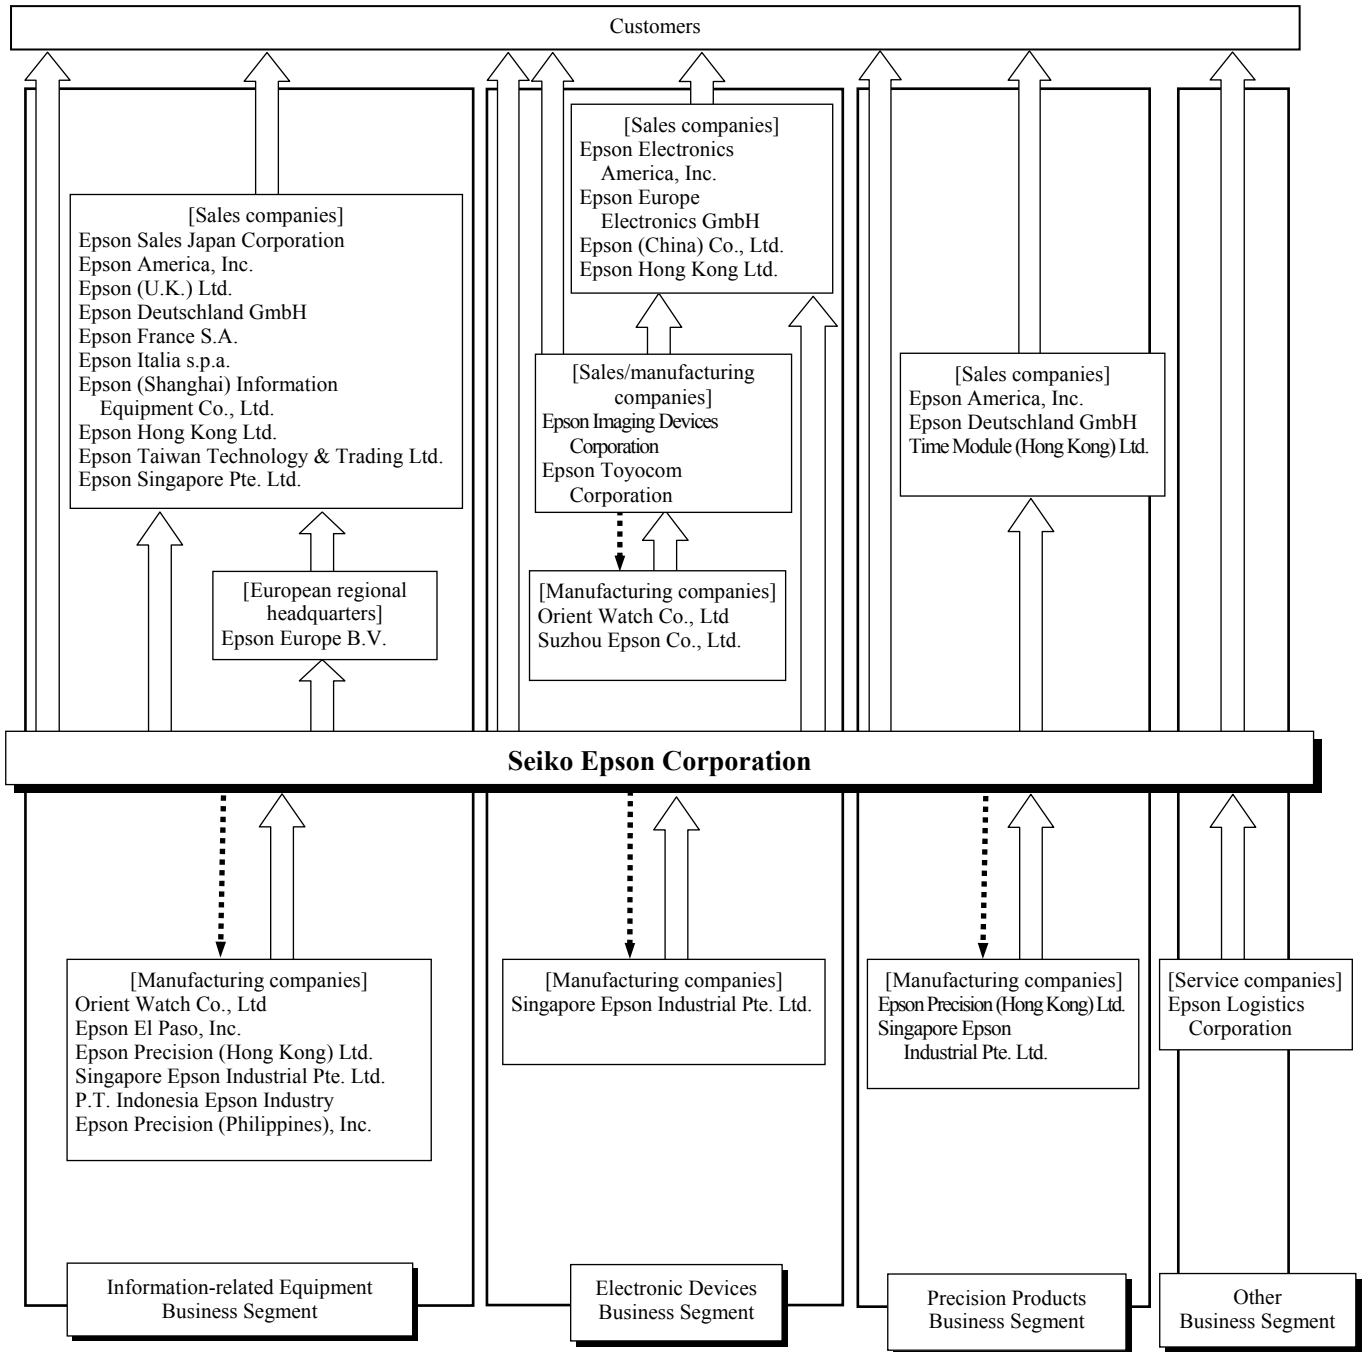 Customers
[Sales companies]
Epson Sales Japan Corporation
Epson America, Inc.
Epson (U.K.) Ltd.
Epson Deutschland GmbH
Epson France S.A.
Epson Italia s.p.a.
Epson (Shanghai) Information
Equipment Co., Ltd.
Epson Hong Kong Ltd.
Epson Taiwan Technology & Trading Ltd.
Epson Singapore Pte. Ltd.
[European regional
headquarters]
Epson Europe B.V.
[Sales companies]
Epson Electronics
America, Inc.
Epson Europe
Electronics GmbH
Epson (China) Co., Ltd.
Epson Hong Kong Ltd.
[Sales/manufacturing
companies]
Epson Imaging Devices
Corporation
Epson Toyocom
Corporation
[Manufacturing companies]
Orient Watch Co., Ltd
Suzhou Epson Co., Ltd.
[Sales companies]
Epson America, Inc.
Epson Deutschland GmbH
Time Module (Hong Kong) Ltd.
Seiko Epson Corporation
[Manufacturing companies]
Orient Watch Co., Ltd
Epson El Paso, Inc.
Epson Precision (Hong Kong) Ltd.
Singapore Epson Industrial Pte. Ltd.
P.T. Indonesia Epson Industry
Epson Precision (Philippines), Inc.
[Manufacturing companies]
Singapore Epson Industrial Pte. Ltd.
[Manufacturing companies]
Epson Precision (Hong Kong) Ltd.
Singapore Epson
Industrial Pte. Ltd.
[Service companies]
Epson Logistics
Corporation
Information-related Equipment
Business Segment
Electronic Devices
Business Segment
Precision Products
Business Segment
Other
Business Segment